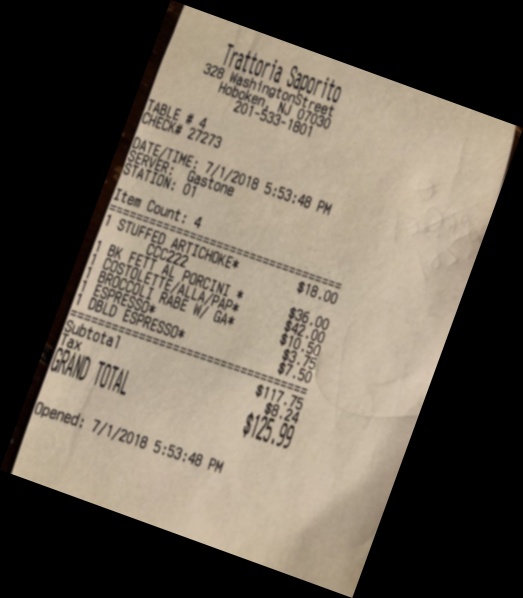 Trattoria Saporito
328 WashingtonStreet
Hoboken, NJ 07030
201-533-1801
TABLE # 4
CHECK# 27273
DATE/TIME: 7/1/2018 5:53:48 PM
SERVER: Gastone
STATION: 01
Item Count: 4
1 STUFFED ARTICHOKE* $18.00
CCC222
1 BK FETT AL PORCINI * $36.00
1 COSTOLETTE/ALLA/PAP* $42.00
1 BROCCOLI RABE W/ GA* $10.50
1 ESPRESSO* $3.75
1 DBLD ESPRESSO* $7.50
Subtotal $117.75
Tax $8.24
GRAND TOTAL $125.99
Opened: 7/1/2018 5:53:48 PM